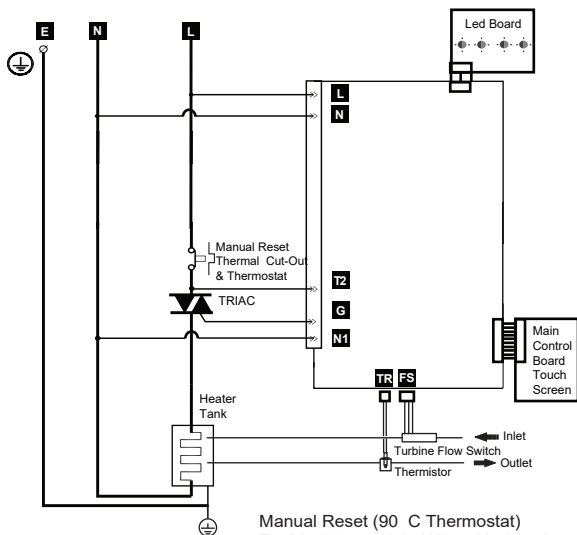 Led Board
E N L
L
N
Manual Reset
Thermal Cut-Out
& Thermostat
T2
TRIAC
G
N1
Main
Control
Board
Touch
Screen
TR FS
Heater
Tank
Inlet
Turbine Flow Switch
Outlet
Thermistor
Manual Reset (90 C Thermostat)